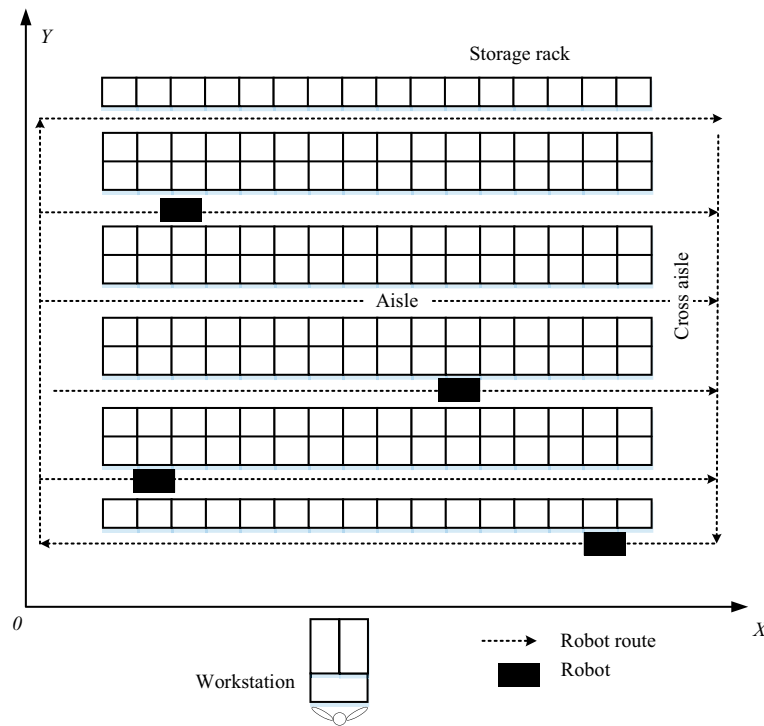 Y
Storage rack
Aisle
Cross aisle
0
X
Workstation
Robot route
Robot